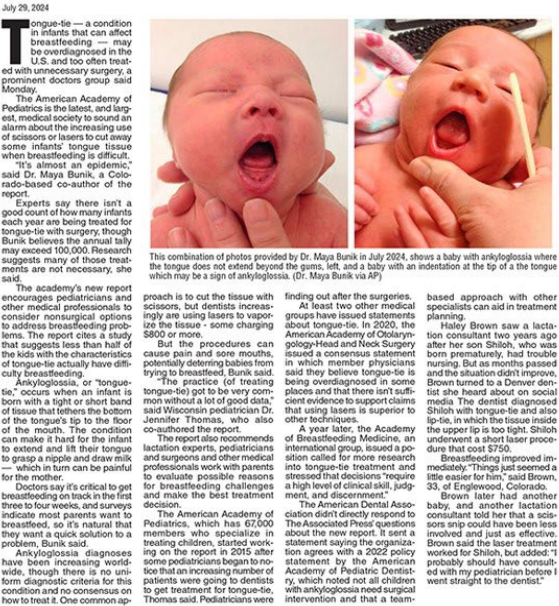 July 29, 2024
Tongue-tie — a condition
in infants that can affect
breastfeeding — may
be overdiagnosed in the
U.S. and too often treat-
ed with unnecessary surgery, a
prominent doctors group said
Monday.
The American Academy of
Pediatrics is the latest, and larg-
est, medical society to sound an
alarm about the increasing use
of scissors or lasers to cut away
some infants' tongue tissue
when breastfeeding is difficult.
"It's almost an epidemic,"
said Dr. Maya Bunik, a Colo-
rado-based co-author of the
report.
Experts say there isn't a
good count of how many infants
each year are being treated for
tongue-tie with surgery, though
Bunik believes the annual tally
may exceed 100,000. Research
suggests many of those treat-
ments are not necessary, she
said.
The academy's new report
encourages pediatricians and
other medical professionals to
consider nonsurgical options
to address breastfeeding prob-
lems. The report cites a study
that suggests less than half of
the kids with the characteristics
of tongue-tie actually have diffi-
culty breastfeeding.
Ankyloglossia, or "tongue-
tie," occurs when an infant is
born with a tight or short band
of tissue that tethers the bottom
of the tongue's tip to the floor
of the mouth. The condition
can make it hard for the infant
to extend and lift their tongue
to grasp a nipple and draw milk
— which in turn can be painful
for the mother.
Doctors say it's critical to get
breastfeeding on track in the first
three to four weeks, and surveys
indicate most parents want to
breastfeed, so it's natural that
they want a quick solution to a
problem, Bunik said.
Ankyloglossia diagnoses
have been increasing world-
wide, though there is no uni-
form diagnostic criteria for this
condition and no consensus on
how to treat it. One common ap-
This combination of photos provided by Dr. Maya Bunik in July 2024, shows a baby with ankyloglossia where
the tongue does not extend beyond the gums, left, and a baby with an indentation at the tip of a the tongue
which may be a sign of ankyloglossia. (Dr. Maya Bunik via AP)
proach is to cut the tissue with
scissors, but dentists increas-
ingly are using lasers to vapor-
ize the tissue - some charging
$800 or more.
But the procedures can
cause pain and sore mouths,
potentially deterring babies from
trying to breastfeed, Bunik said.
"The practice (of treating
tongue-tie) got to be very com-
mon without a lot of good data,"
said Wisconsin pediatrician Dr.
Jennifer Thomas, who also
co-authored the report.
The report also recommends
lactation experts, pediatricians
and surgeons and other medical
professionals work with parents
to evaluate possible reasons
for breastfeeding challenges
and make the best treatment
decision.
The American Academy of
Pediatrics, which has 67,000
members who specialize in
treating children, started work-
ing on the report in 2015 after
some pediatricians began to no-
tice that an increasing number of
patients were going to dentists
to get treatment for tongue-tie,
Thomas said. Pediatricians were
finding out after the surgeries.
At least two other medical
groups have issued statements
about tongue-tie. In 2020, the
American Academy of Otolaryn-
gology-Head and Neck Surgery
issued a consensus statement
in which member physicians
said they believe tongue-tie is
being overdiagnosed in some
places and that there isn't suffi-
cient evidence to support claims
that using lasers is superior to
other techniques.
A year later, the Academy
of Breastfeeding Medicine, an
international group, issued a po-
sition called for more research
into tongue-tie treatment and
stressed that decisions "require
a high level of clinical skill, judg-
ment, and discernment."
The American Dental Asso-
ciation didn't directly respond to
The Associated Press' questions
about the new report. It sent a
statement saying the organiza-
tion agrees with a 2022 policy
statement by the American
Academy of Pediatric Dentist-
ry, which noted not all children
with ankyloglossia need surgical
intervention and that a team-
based approach with other
specialists can aid in treatment
planning.
Haley Brown saw a lacta-
tion consultant two years ago
after her son Shiloh, who was
born prematurely, had trouble
nursing. But as months passed
and the situation didn't improve,
Brown turned to a Denver den-
tist she heard about on social
media The dentist diagnosed
Shiloh with tongue-tie and also
lip-tie, in which the tissue inside
the upper lip is too tight. Shiloh
underwent a short laser proce-
dure that cost $750.
Breastfeeding improved im-
mediately. "Things just seemed a
little easier for him," said Brown,
33, of Englewood, Colorado.
Brown later had another
baby, and another lactation
consultant told her that a scis-
sors snip could have been less
involved and just as effective.
Brown said the laser treatment
worked for Shiloh, but added: "I
probably should have consult-
ed with my pediatrician before I
went straight to the dentist."